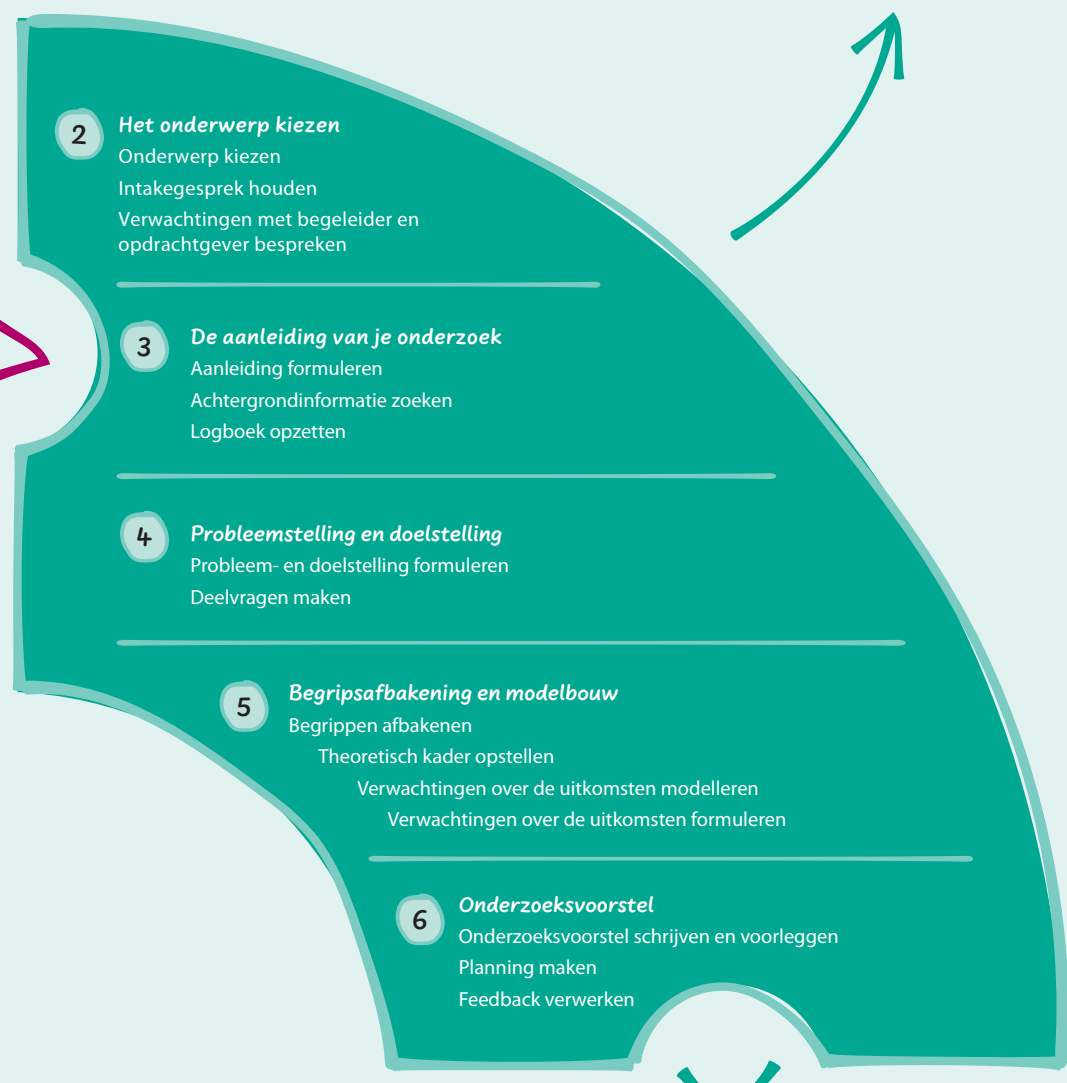 2
Het onderwerp kiezen
Onderwerp kiezen
Intakegesprek houden
Verwachtingen met begeleider en
opdrachtgever bespreken
3
De aanleiding van je onderzoek
Aanleiding formuleren
Achtergrondinformatie zoeken
Logboek opzetten
4
Probleemstelling en doelstelling
Probleem- en doelstelling formuleren
Deelvragen maken
5
Begripsafbakening en modelbouw
Begrippen afbakenen
Theoretisch kader opstellen
Verwachtingen over de uitkomsten modelleren
Verwachtingen over de uitkomsten formuleren
6
Onderzoeksvoorstel
Onderzoeksvoorstel schrijven en voorleggen
Planning maken
Feedback verwerken